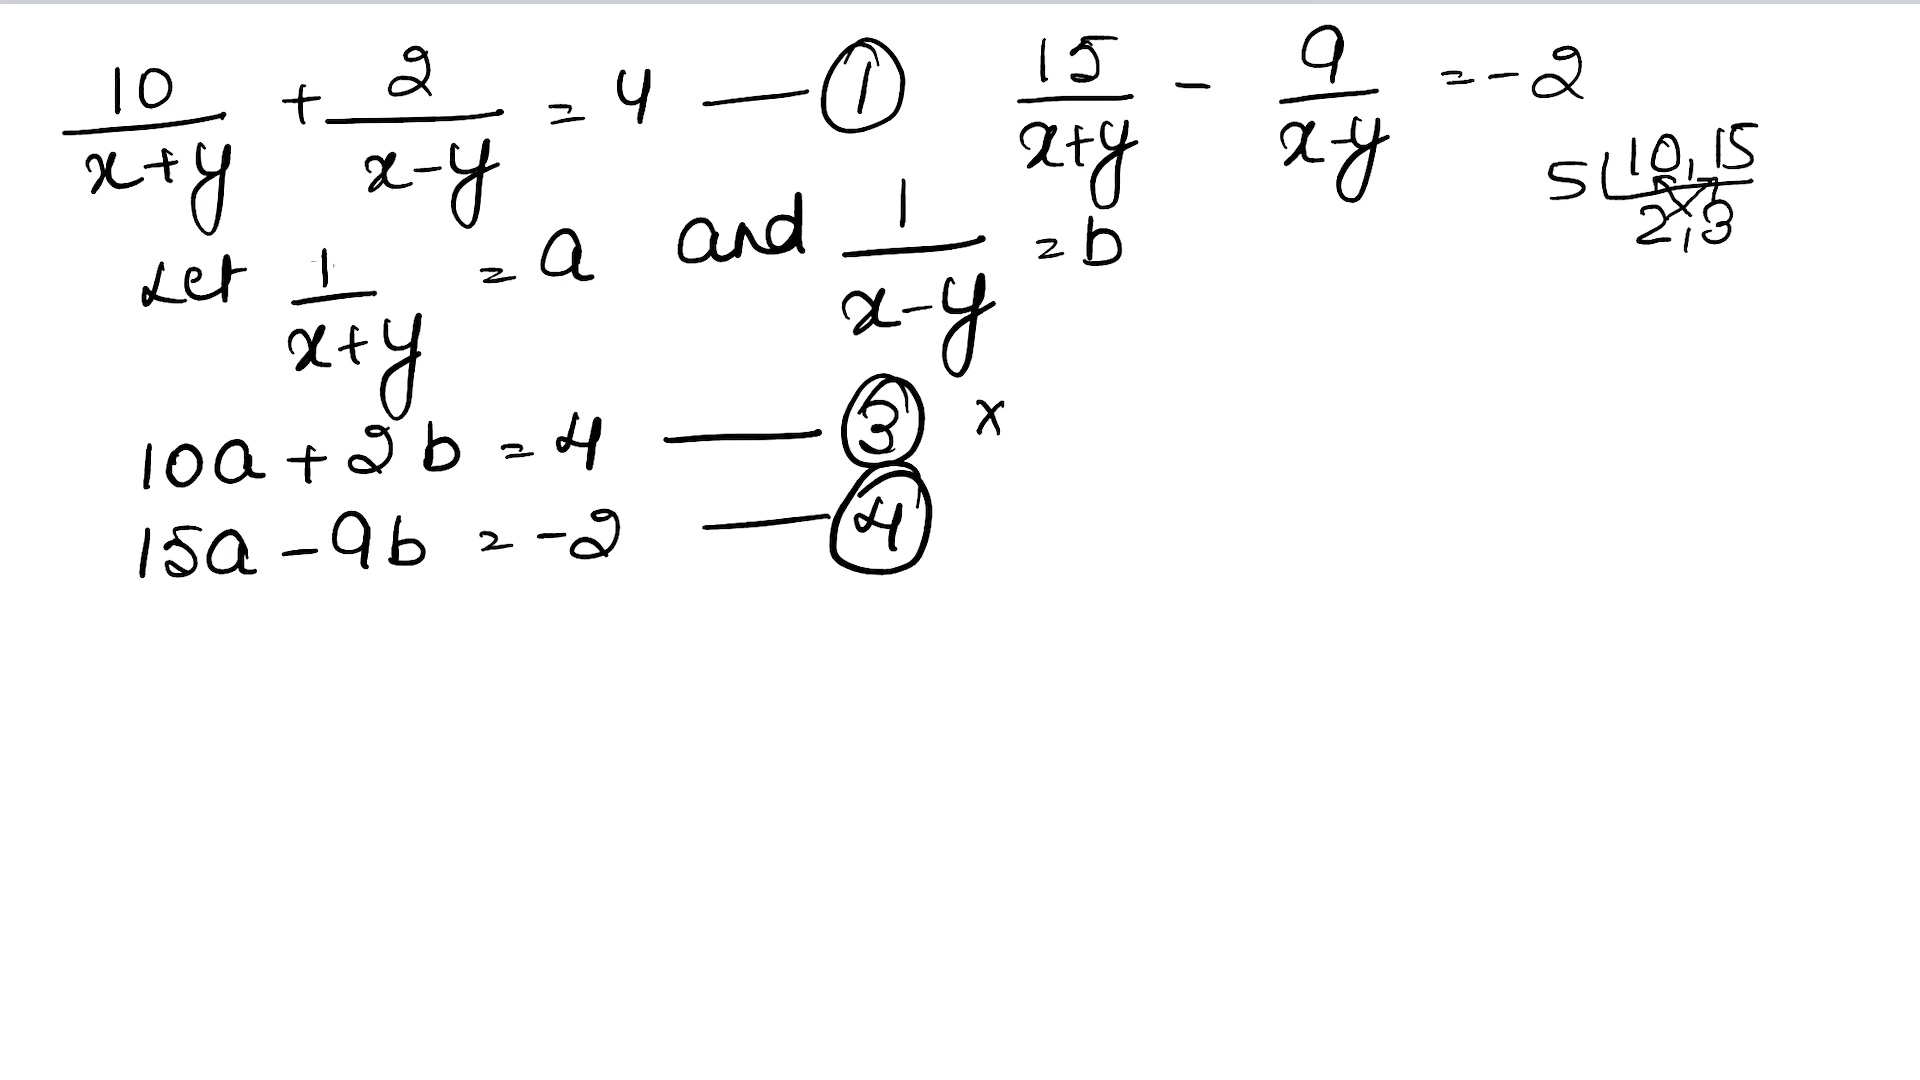 10/(x+y) + 2/(x-y) = 4 —— ① 15/(x+y) - 9/(x-y) = -2
5 | 10, 15
2, 3
Let 1/(x+y) = a and 1/(x-y) = b
10a + 2b = 4 —— ③ ×
15a - 9b = -2 —— ④